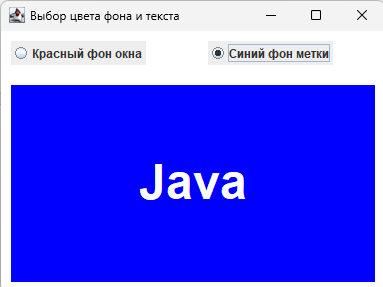 Выбор цвета фона и текста
Красный фон окна
Синий фон метки
Java